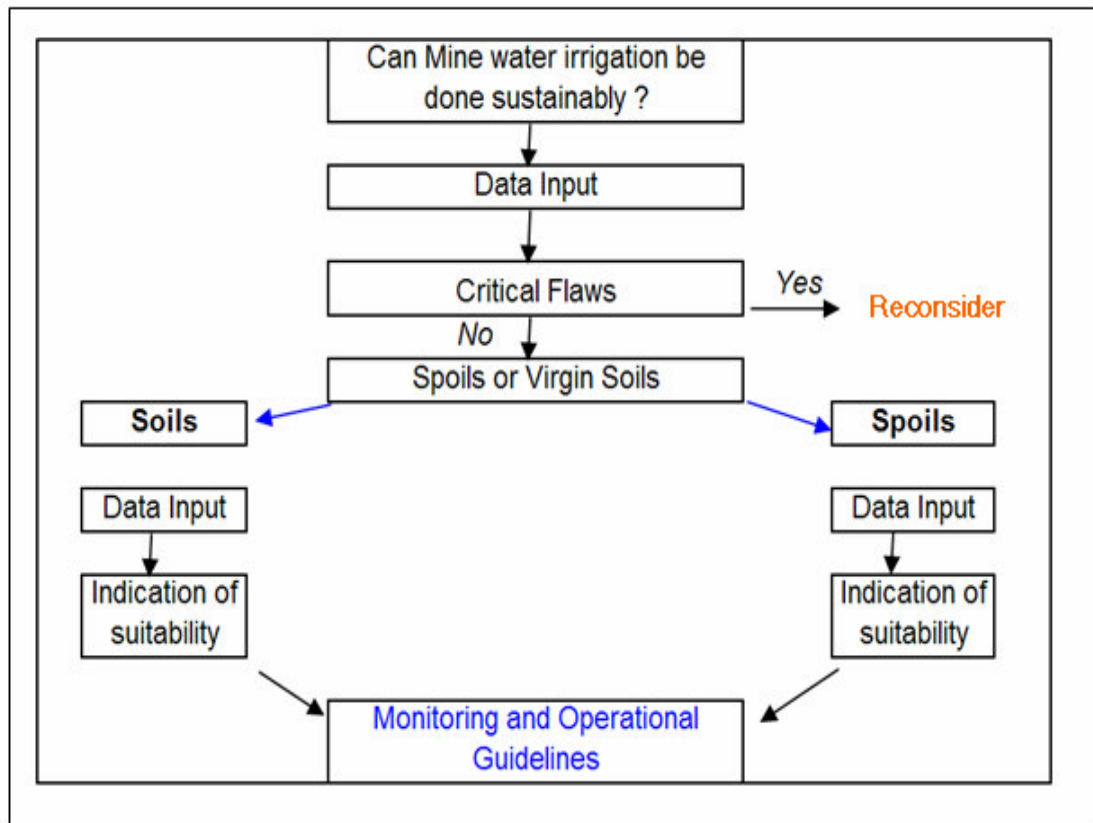 Can Mine water irrigation be
done sustainably ?
Data Input
Critical Flaws
Yes
Reconsider
No
Spoils or Virgin Soils
Soils
Spoils
Data Input
Data Input
Indication of
suitability
Indication of
suitability
Monitoring and Operational
Guidelines